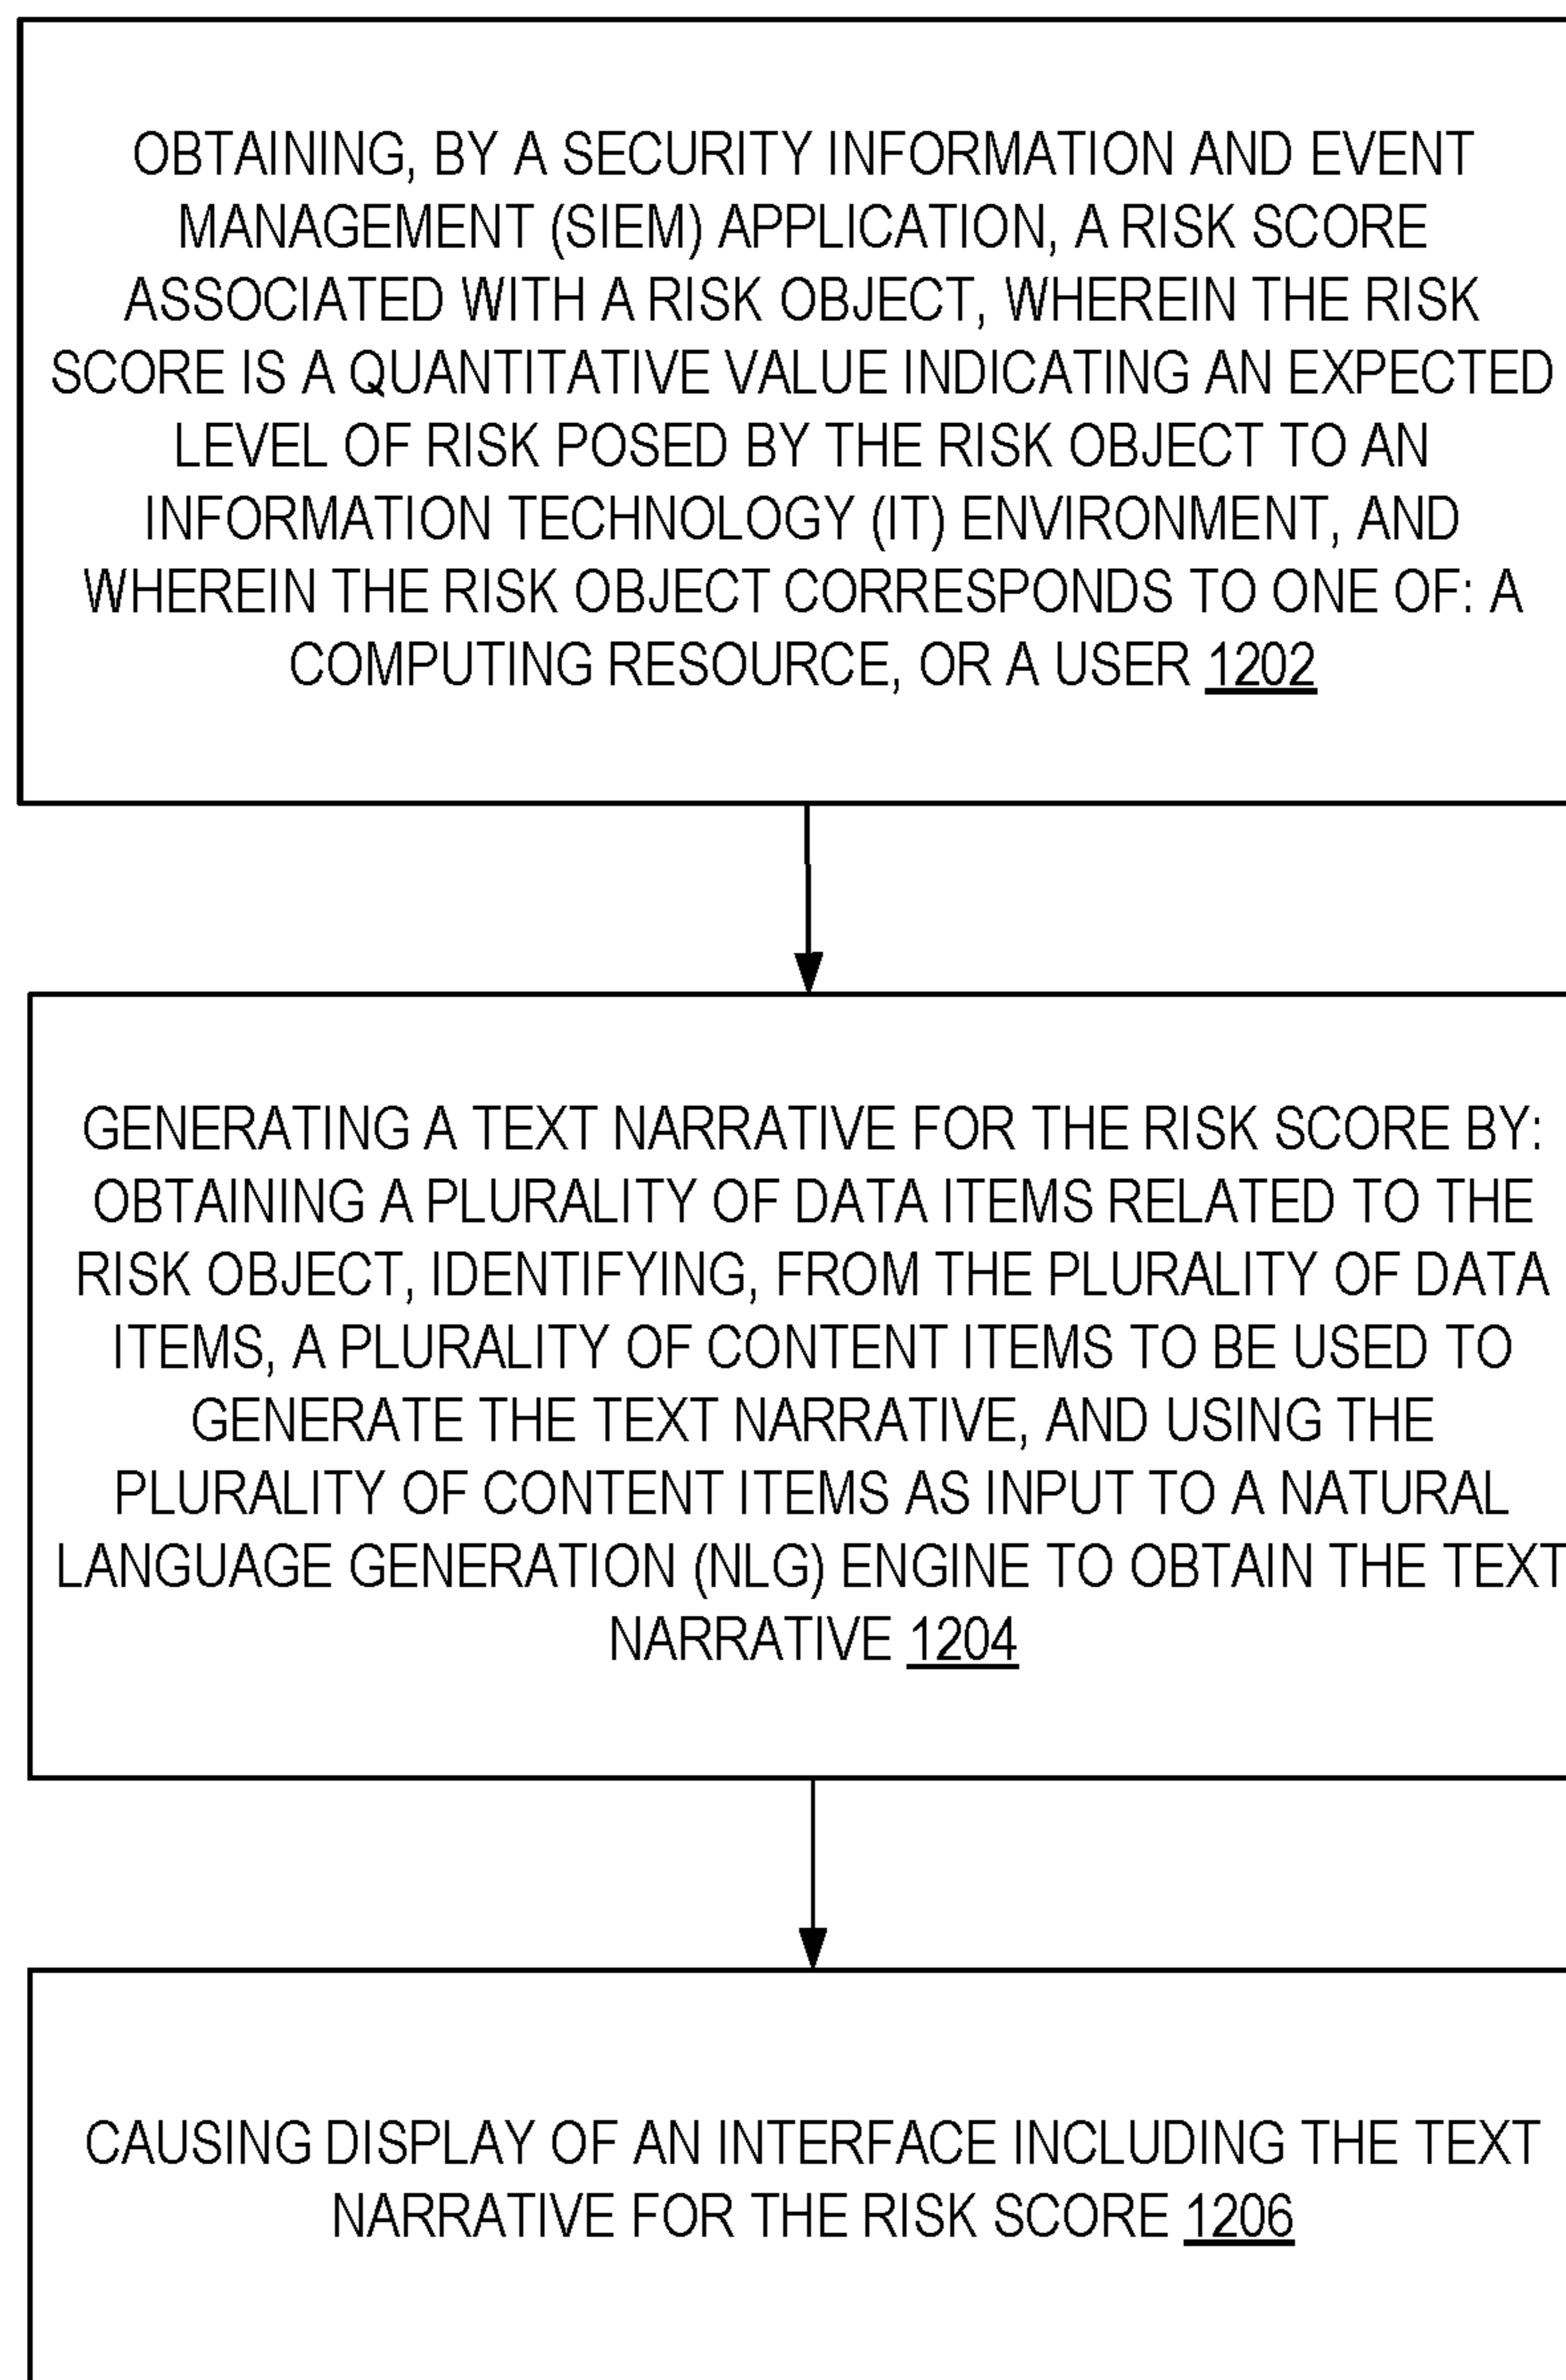 OBTAINING, BY A SECURITY INFORMATION AND EVENT
MANAGEMENT (SIEM) APPLICATION, A RISK SCORE
ASSOCIATED WITH A RISK OBJECT, WHEREIN THE RISK
SCORE IS A QUANTITATIVE VALUE INDICATING AN EXPECTED
LEVEL OF RISK POSED BY THE RISK OBJECT TO AN
INFORMATION TECHNOLOGY (IT) ENVIRONMENT, AND
WHEREIN THE RISK OBJECT CORRESPONDS TO ONE OF: A
COMPUTING RESOURCE, OR A USER 1202
GENERATING A TEXT NARRATIVE FOR THE RISK SCORE BY:
OBTAINING A PLURALITY OF DATA ITEMS RELATED TO THE
RISK OBJECT, IDENTIFYING, FROM THE PLURALITY OF DATA
ITEMS, A PLURALITY OF CONTENT ITEMS TO BE USED TO
GENERATE THE TEXT NARRATIVE, AND USING THE
PLURALITY OF CONTENT ITEMS AS INPUT TO A NATURAL
LANGUAGE GENERATION (NLG) ENGINE TO OBTAIN THE TEXT
NARRATIVE 1204
CAUSING DISPLAY OF AN INTERFACE INCLUDING THE TEXT
NARRATIVE FOR THE RISK SCORE 1206